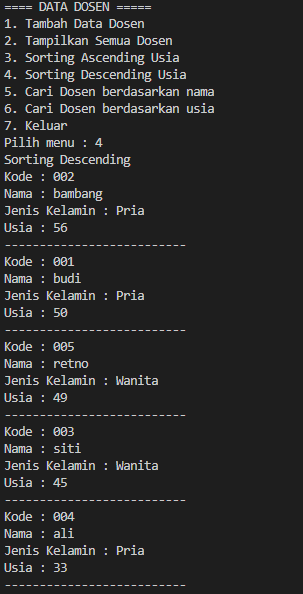 ==== DATA DOSEN =====
1. Tambah Data Dosen
2. Tampilkan Semua Dosen
3. Sorting Ascending Usia
4. Sorting Descending Usia
5. Cari Dosen berdasarkan nama
6. Cari Dosen berdasarkan usia
7. Keluar
Pilih menu : 4
Sorting Descending
Kode : 002
Nama : bambang
Jenis Kelamin : Pria
Usia : 56
--------------------------
Kode : 001
Nama : budi
Jenis Kelamin : Pria
Usia : 50
--------------------------
Kode : 005
Nama : retno
Jenis Kelamin : Wanita
Usia : 49
--------------------------
Kode : 003
Nama : siti
Jenis Kelamin : Wanita
Usia : 45
--------------------------
Kode : 004
Nama : ali
Jenis Kelamin : Pria
Usia : 33
--------------------------